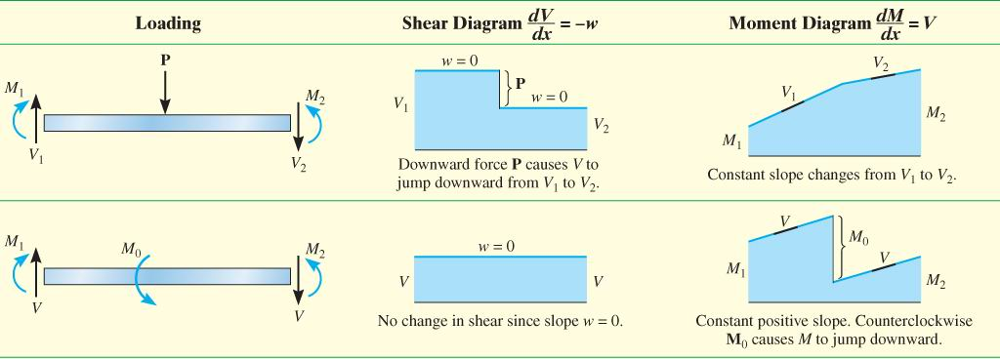 Loading
Shear Diagram dV/dx = –w
Moment Diagram dM/dx = V
P
M₁
M₂
V₁
V₂
w = 0
P
w = 0
V₁
V₂
Downward force P causes V to
jump downward from V₁ to V₂.
V₁
V₂
M₁
M₂
Constant slope changes from V₁ to V₂.
M₁
M₀
M₂
V
V
w = 0
V
V
No change in shear since slope w = 0.
V
M₀
V
M₁
M₂
Constant positive slope. Counterclockwise
M₀ causes M to jump downward.